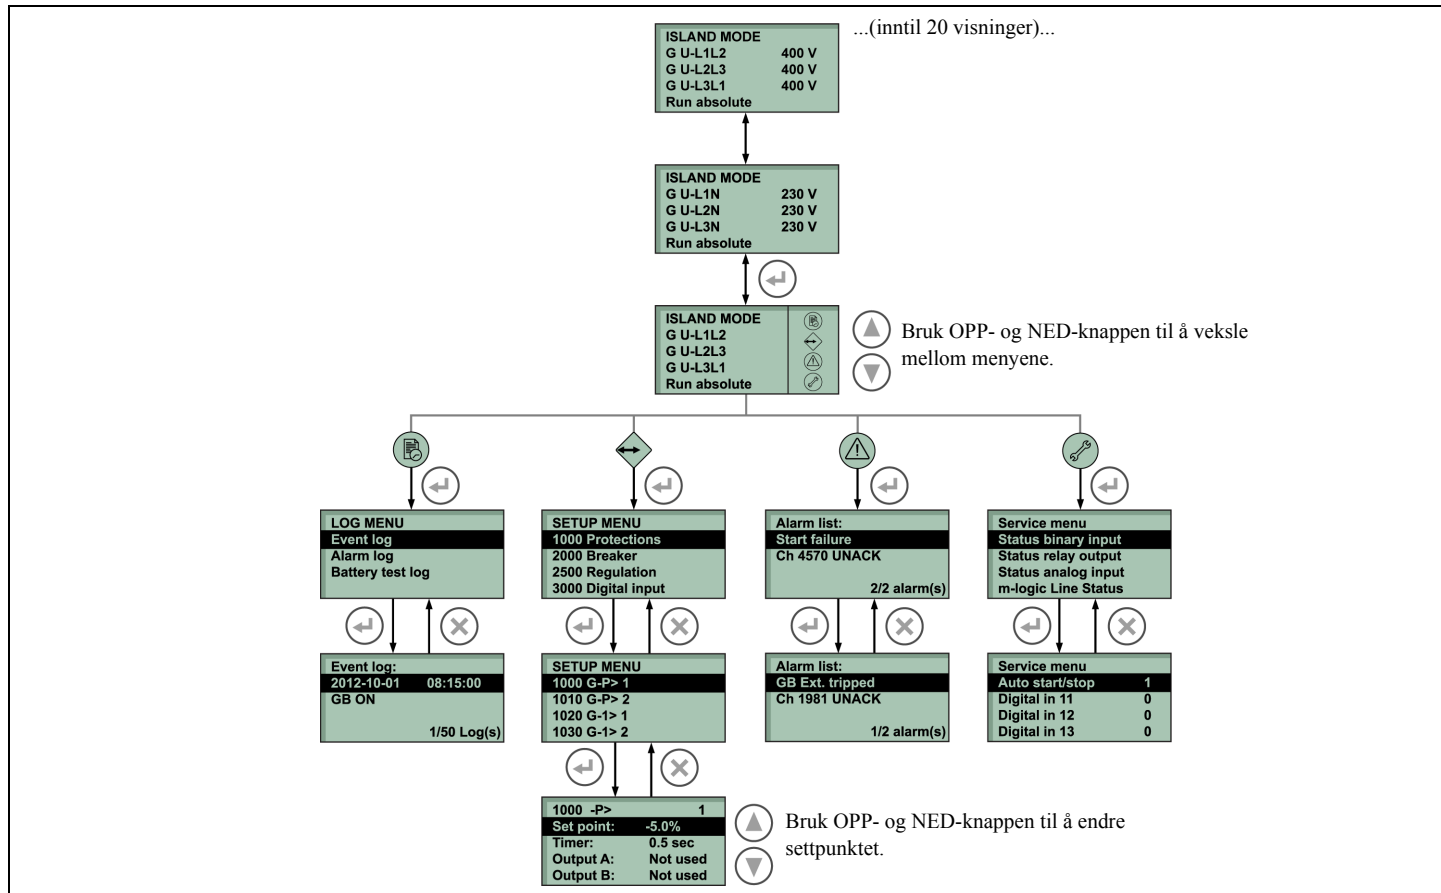 ...(inntil 20 visninger)...
ISLAND MODE
G U-L1L2 400 V
G U-L2L3 400 V
G U-L3L1 400 V
Run absolute
ISLAND MODE
G U-L1N 230 V
G U-L2N 230 V
G U-L3N 230 V
Run absolute
ISLAND MODE
G U-L1L2
G U-L2L3
G U-L3L1
Run absolute
Bruk OPP- og NED-knappen til å veksle
mellom menyene.
LOG MENU
Event log
Alarm log
Battery test log
SETUP MENU
1000 Protections
2000 Breaker
2500 Regulation
3000 Digital input
Alarm list:
Start failure
Ch 4570 UNACK
2/2 alarm(s)
Service menu
Status binary input
Status relay output
Status analog input
m-logic Line Status
Event log:
2012-10-01 08:15:00
GB ON
1/50 Log(s)
SETUP MENU
1000 G-P> 1
1010 G-P> 2
1020 G-1> 1
1030 G-1> 2
Alarm list:
GB Ext. tripped
Ch 1981 UNACK
1/2 alarm(s)
Service menu
Auto start/stop 1
Digital in 11 0
Digital in 12 0
Digital in 13 0
1000 -P> 1
Set point: -5.0%
Timer: 0.5 sec
Output A: Not used
Output B: Not used
Bruk OPP- og NED-knappen til å endre
settpunktet.